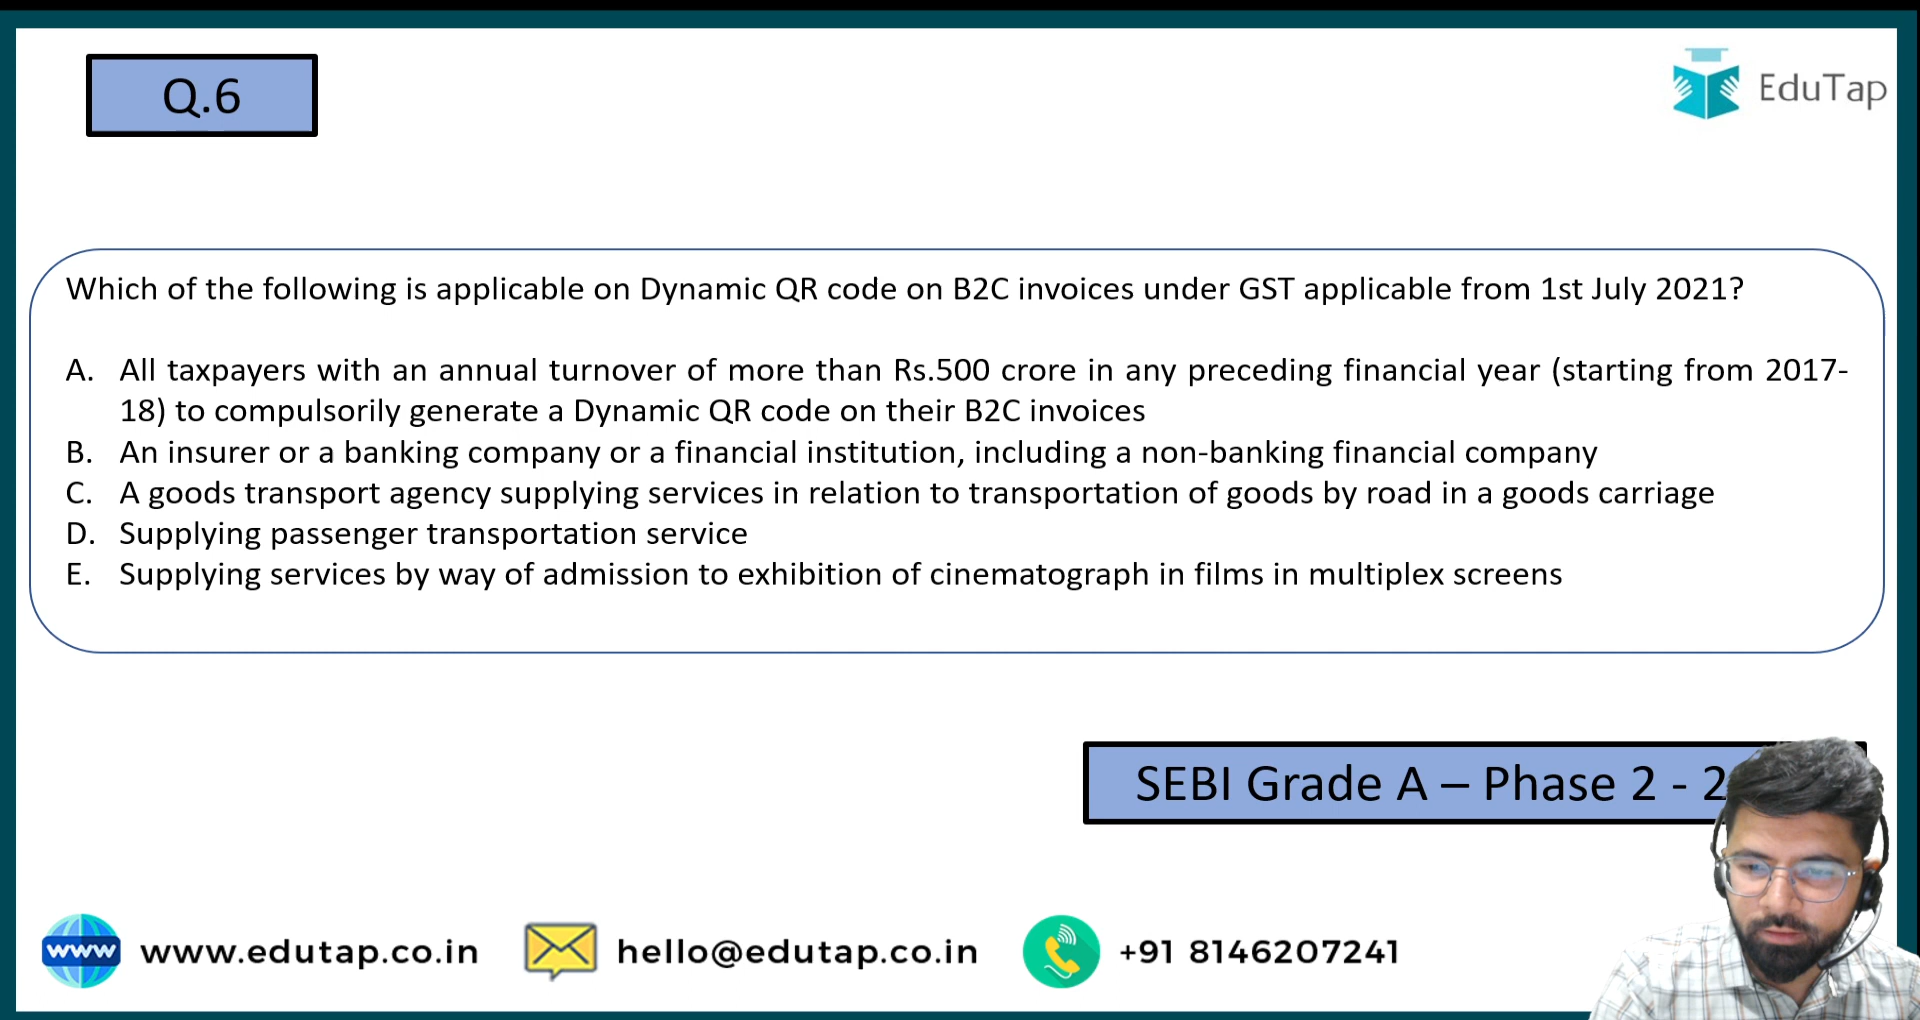 Q.6
EduTap
Which of the following is applicable on Dynamic QR code on B2C invoices under GST applicable from 1st July 2021?
A. All taxpayers with an annual turnover of more than Rs.500 crore in any preceding financial year (starting from 2017-
18) to compulsorily generate a Dynamic QR code on their B2C invoices
B. An insurer or a banking company or a financial institution, including a non-banking financial company
C. A goods transport agency supplying services in relation to transportation of goods by road in a goods carriage
D. Supplying passenger transportation service
E. Supplying services by way of admission to exhibition of cinematograph in films in multiplex screens
SEBI Grade A – Phase 2 - 2
www www.edutap.co.in hello@edutap.co.in +91 8146207241